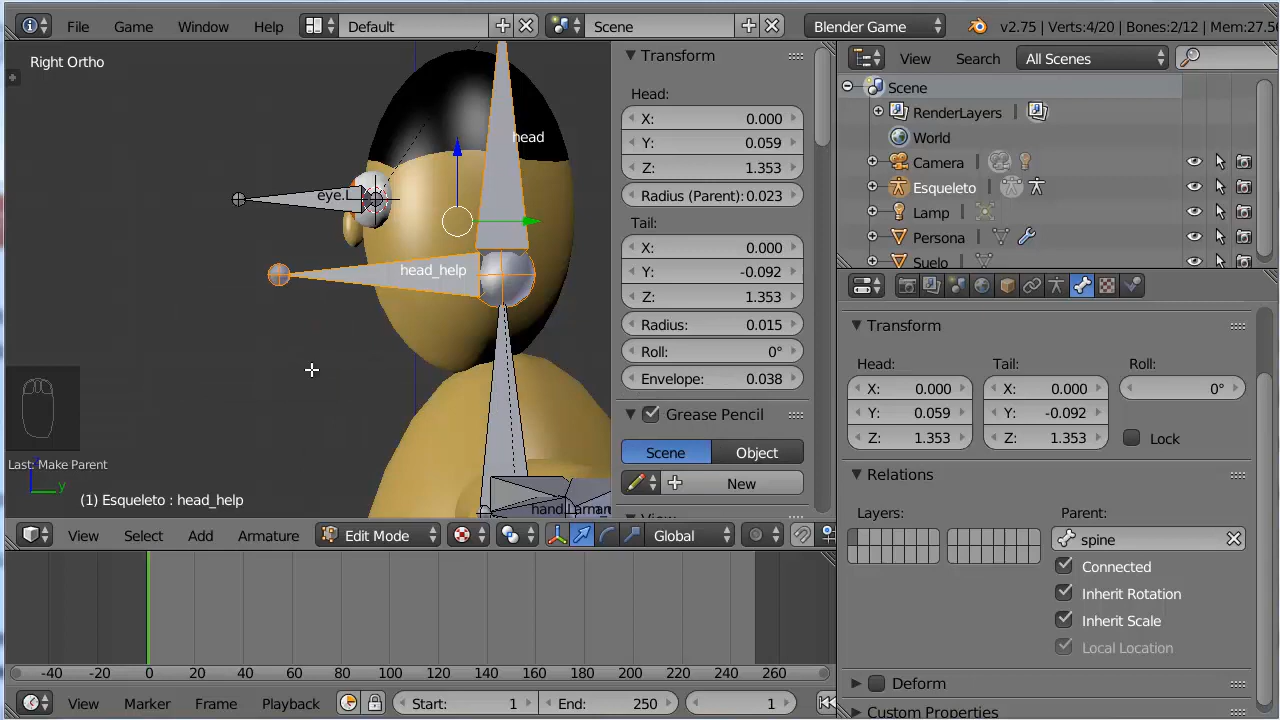 File Game Window Help Default Scene Blender Game v2.75 | Verts:4/20 | Bones:2/12 | Mem:27.5
Right Ortho
head
eye.L
head_help
Last: Make Parent
y
(1) Esqueleto : head_help
Transform
Head:
X: 0.000
Y: 0.059
Z: 1.353
Radius (Parent): 0.023
Tail:
X: 0.000
Y: -0.092
Z: 1.353
Radius: 0.015
Roll: 0°
Envelope: 0.038
Grease Pencil
Scene Object
New
View Select Add Armature Edit Mode Global
-40 -20 0 20 40 60 80 100 120 140 160 180 200 220 240 260
View Marker Frame Playback Start: 1 End: 250 1
View Search All Scenes
Scene
RenderLayers
World
Camera
Esqueleto
Lamp
Persona
Suelo
Transform
Head: Tail: Roll:
X: 0.000 X: 0.000 0°
Y: 0.059 Y: -0.092
Z: 1.353 Z: 1.353 Lock
Relations
Layers: Parent:
spine
Connected
Inherit Rotation
Inherit Scale
Local Location
Deform
Custom Properties